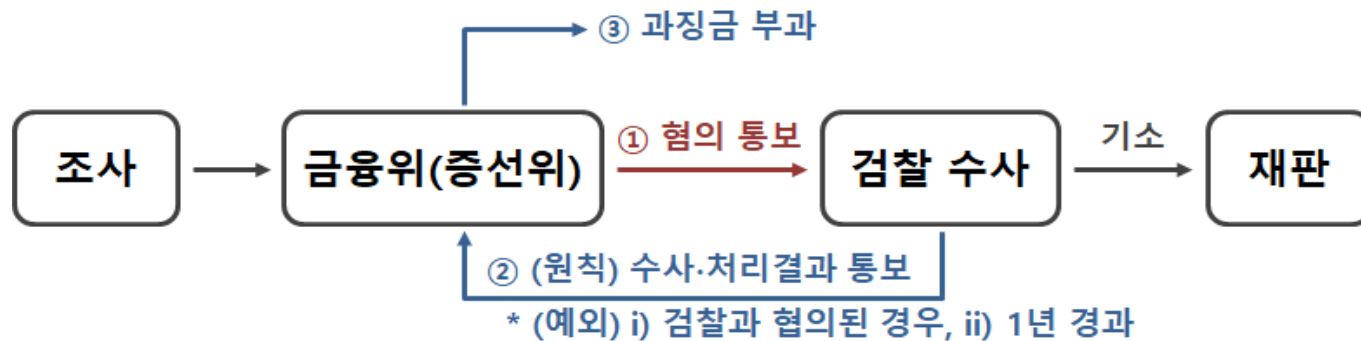 ③ 과징금 부과
조사
금융위(증선위)
① 혐의 통보
검찰 수사
기소
재판
② (원칙) 수사·처리결과 통보
* (예외) i) 검찰과 협의된 경우, ii) 1년 경과